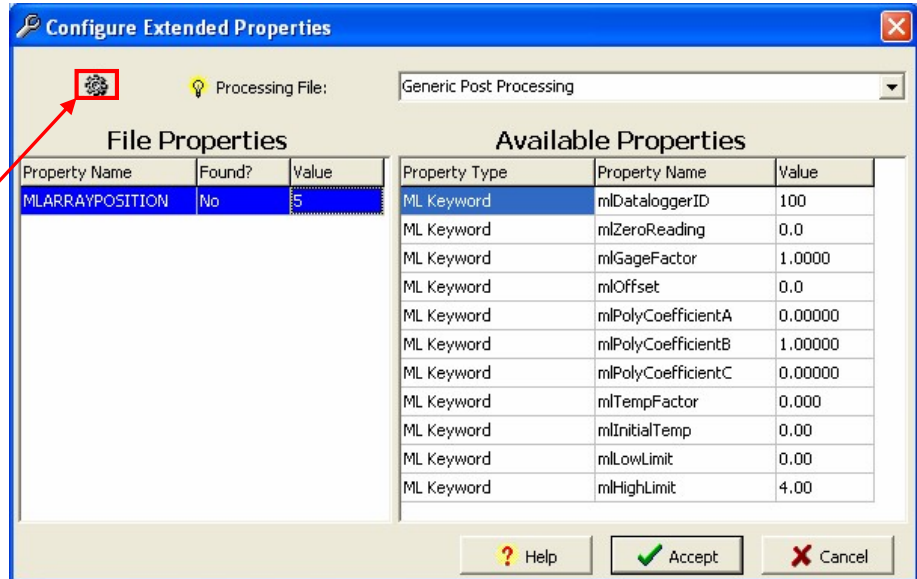 Configure Extended Properties
Processing File: Generic Post Processing
File Properties
Property Name Found? Value
MLARRAYPOSITION No 5
Available Properties
Property Type Property Name Value
ML Keyword mlDataloggerID 100
ML Keyword mlZeroReading 0.0
ML Keyword mlGageFactor 1.0000
ML Keyword mlOffset 0.0
ML Keyword mlPolyCoefficientA 0.00000
ML Keyword mlPolyCoefficientB 1.00000
ML Keyword mlPolyCoefficientC 0.00000
ML Keyword mlTempFactor 0.000
ML Keyword mlInitialTemp 0.00
ML Keyword mlLowLimit 0.00
ML Keyword mlHighLimit 4.00
? Help Accept Cancel